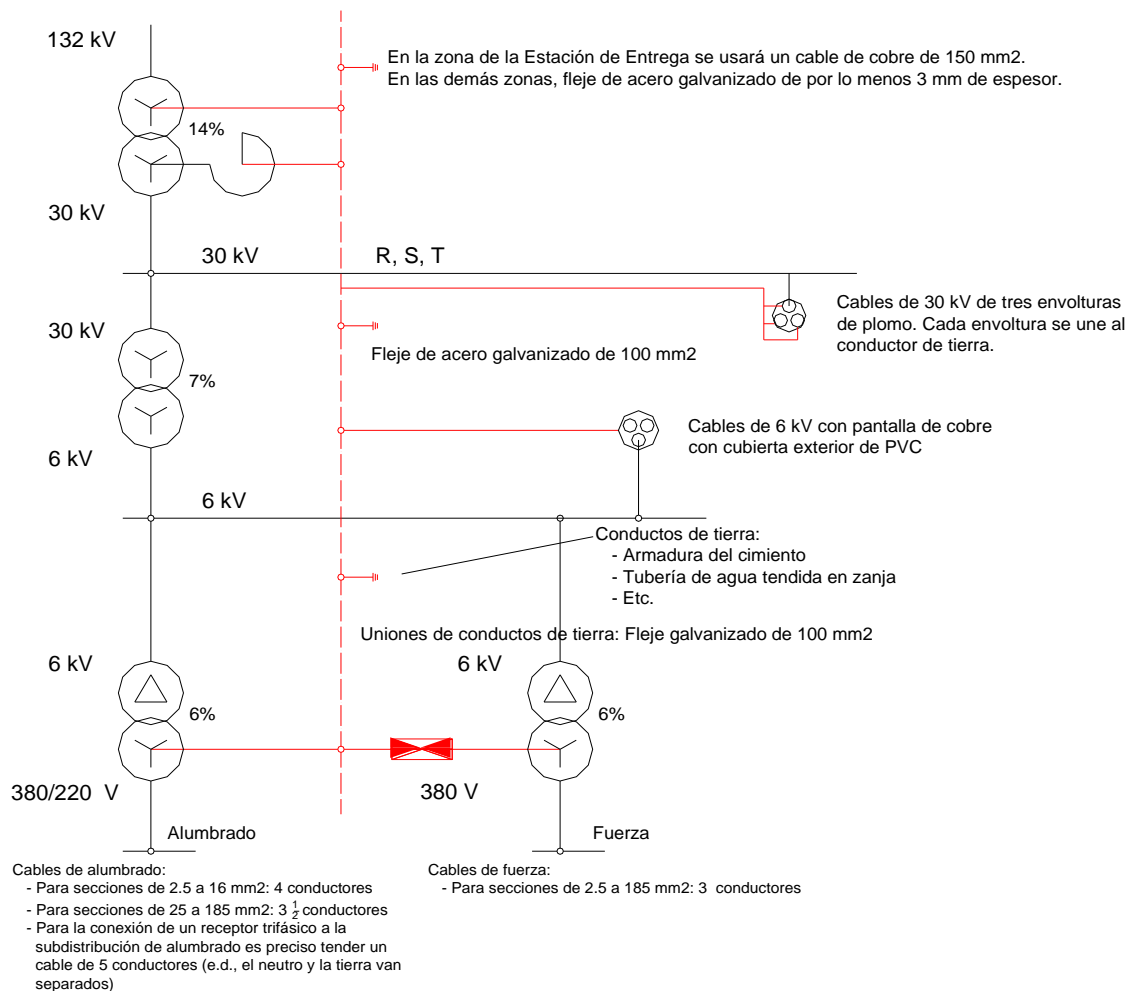 132 kV
En la zona de la Estación de Entrega se usará un cable de cobre de 150 mm2.
En las demás zonas, fleje de acero galvanizado de por lo menos 3 mm de espesor.
14%
30 kV
30 kV
R, S, T
30 kV
Cables de 30 kV de tres envolturas
de plomo. Cada envoltura se une al
conductor de tierra.
Fleje de acero galvanizado de 100 mm2
7%
Cables de 6 kV con pantalla de cobre
con cubierta exterior de PVC
6 kV
6 kV
Conductos de tierra:
- Armadura del cimiento
- Tubería de agua tendida en zanja
- Etc.
Uniones de conductos de tierra: Fleje galvanizado de 100 mm2
6 kV
6 kV
6%
6%
380/220 V
380 V
Alumbrado
Fuerza
Cables de alumbrado:
- Para secciones de 2.5 a 16 mm2: 4 conductores
- Para secciones de 25 a 185 mm2: 3 1/2 conductores
- Para la conexión de un receptor trifásico a la
subdistribución de alumbrado es preciso tender un
cable de 5 conductores (e.d., el neutro y la tierra van
separados)
Cables de fuerza:
- Para secciones de 2.5 a 185 mm2: 3 conductores